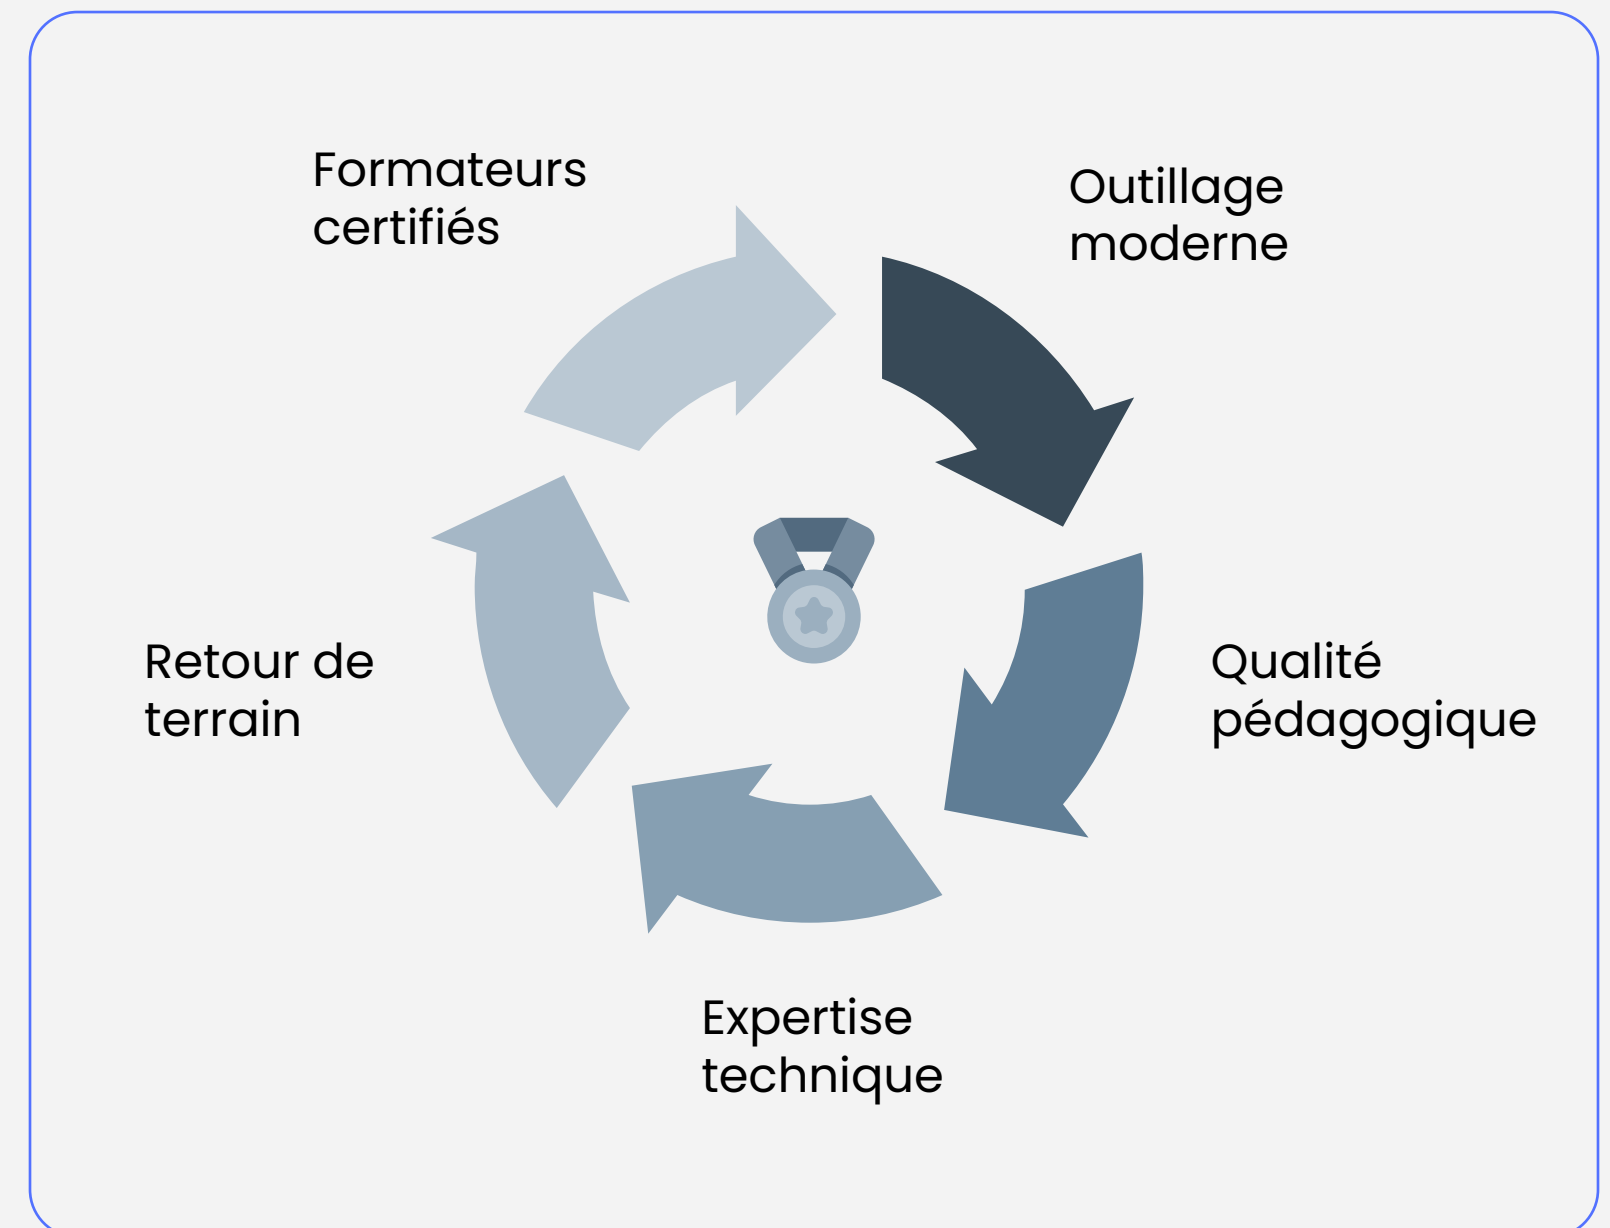 Formateurs
certifiés
Outillage
moderne
Retour de
terrain
Qualité
pédagogique
Expertise
technique